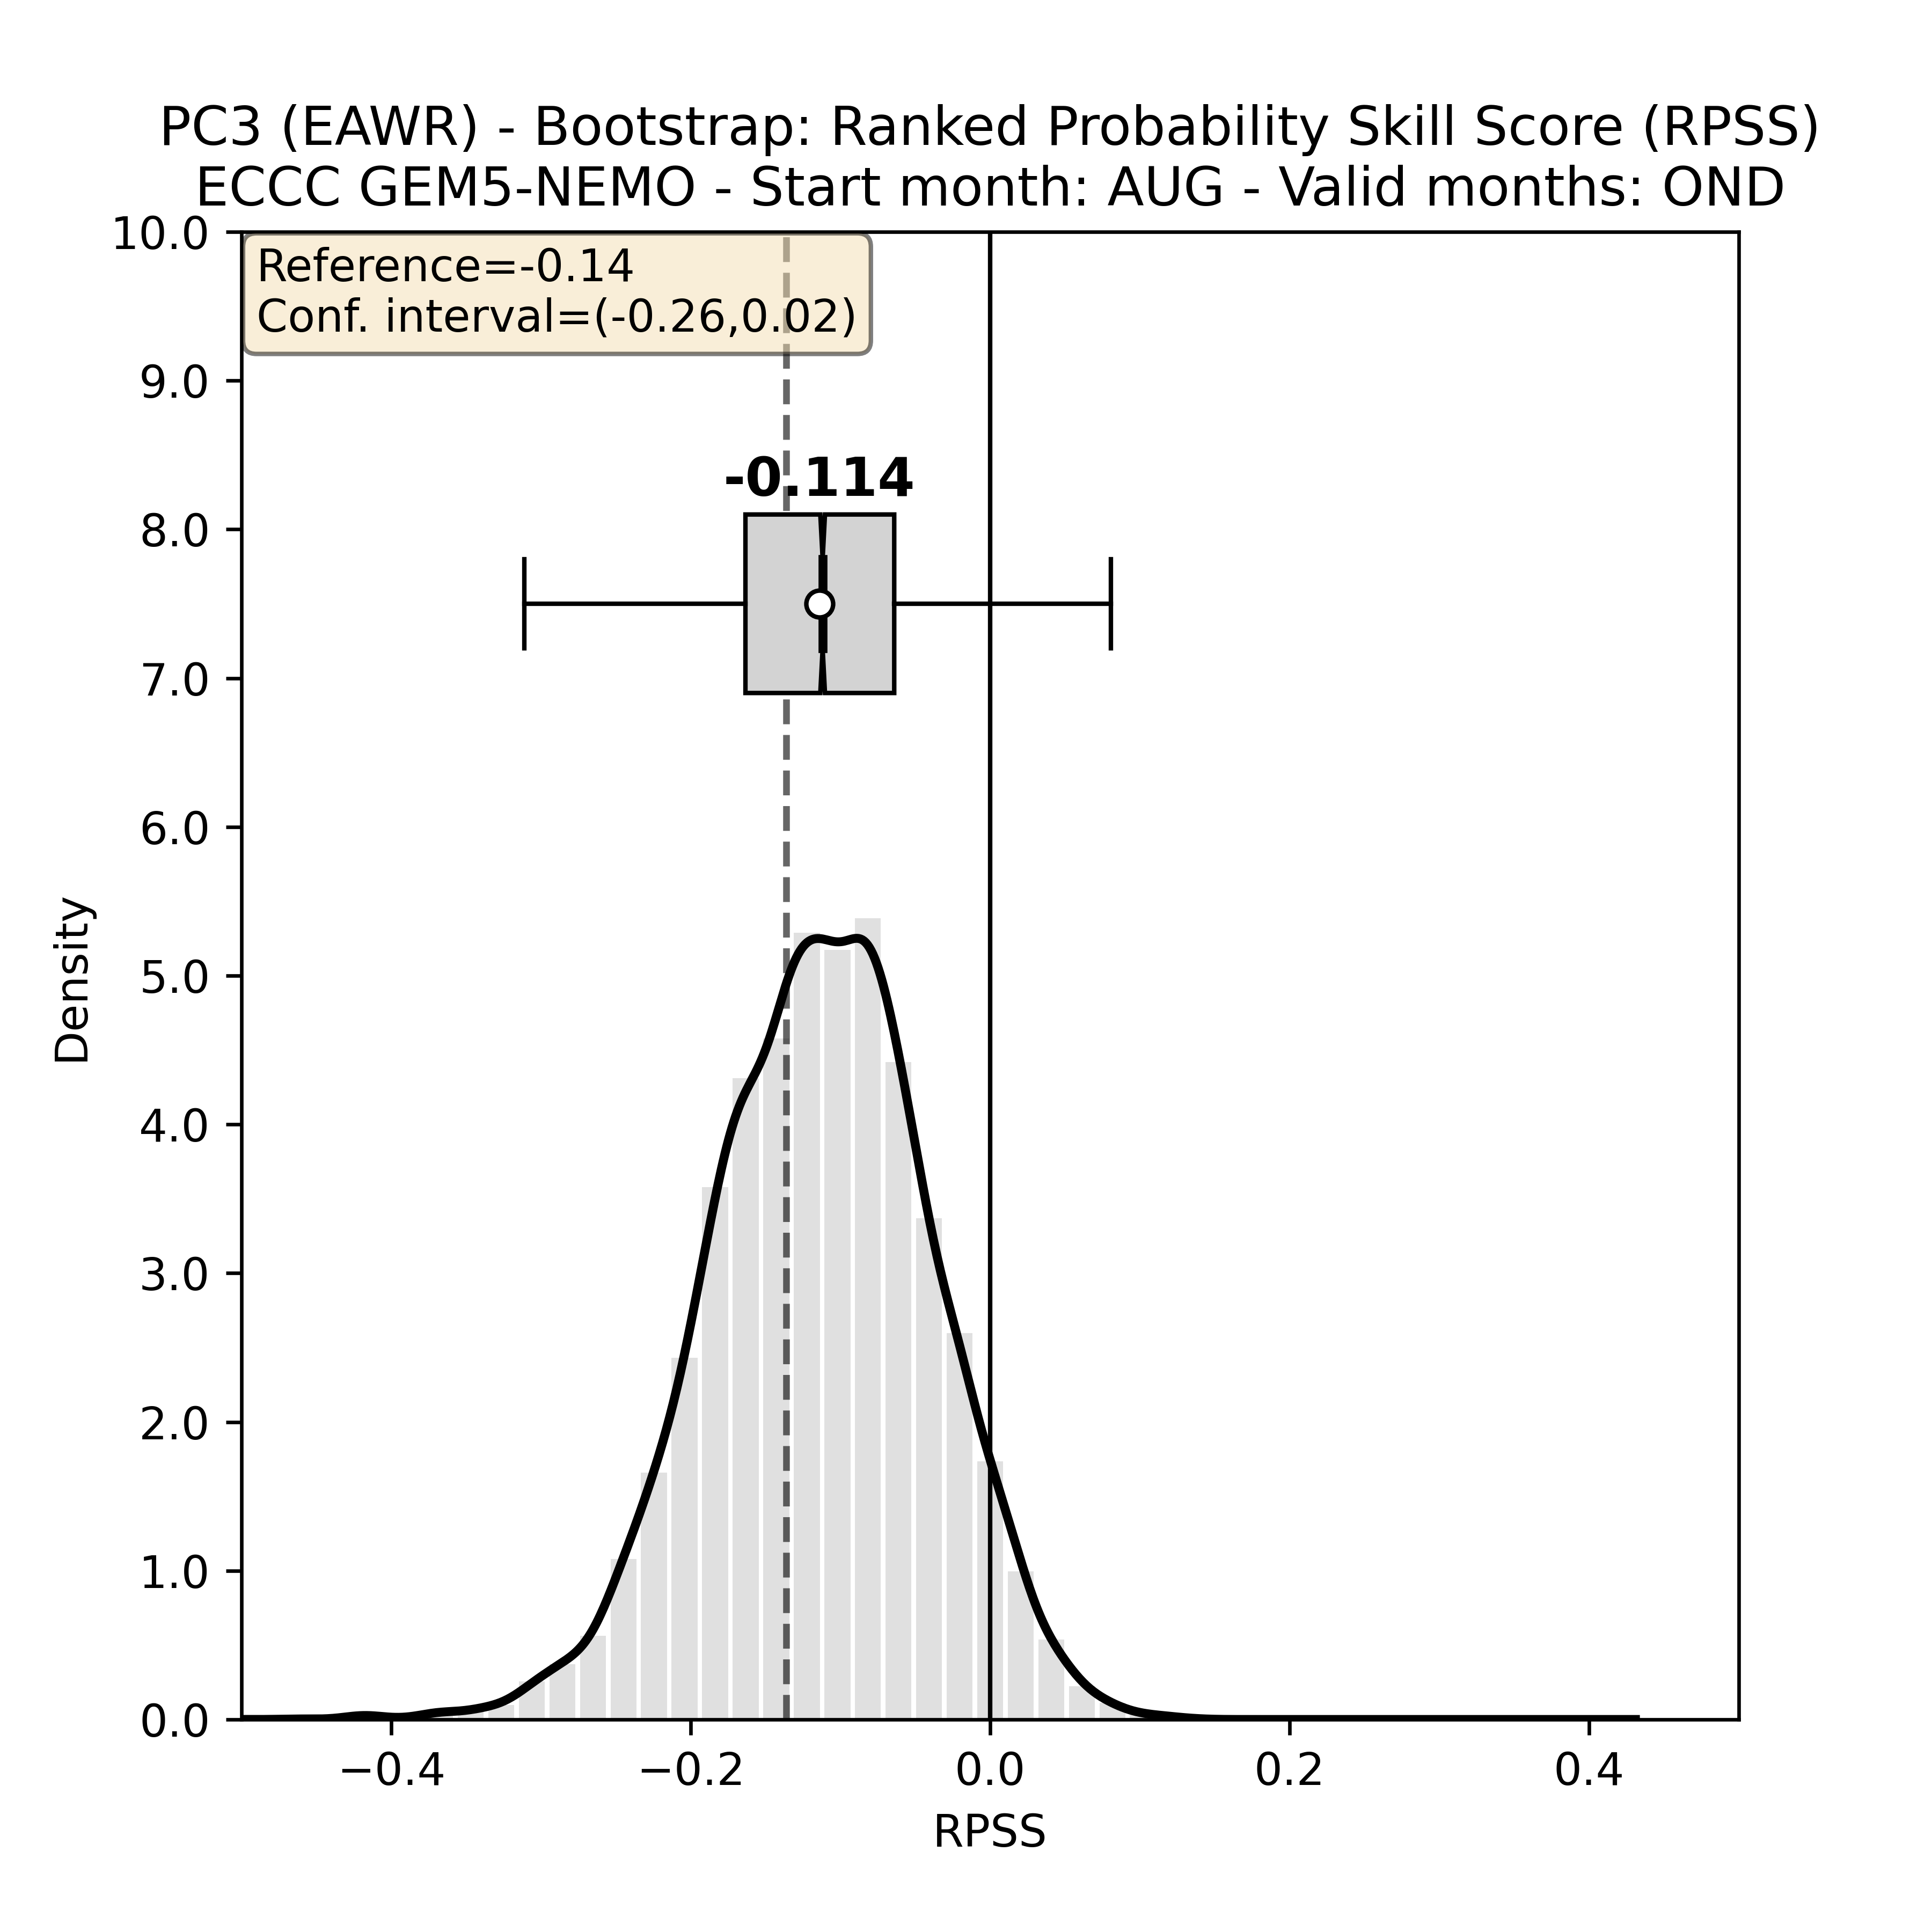 PC3 (EAWR) - Bootstrap: Ranked Probability Skill Score (RPSS)
ECCC GEM5-NEMO - Start month: AUG - Valid months: OND
Reference=-0.14
Conf. interval=(-0.26,0.02)
-0.114
10.0
9.0
8.0
7.0
6.0
5.0
4.0
3.0
2.0
1.0
0.0
Density
−0.4
−0.2
0.0
0.2
0.4
RPSS